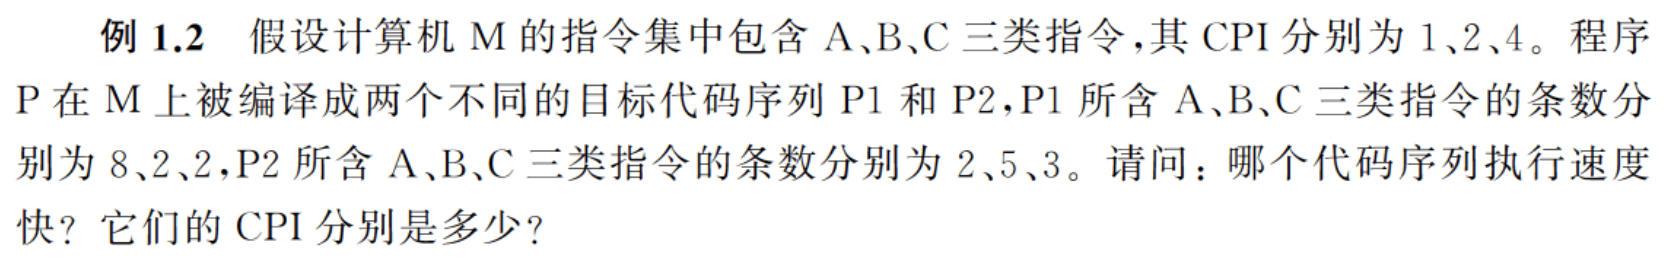 例 1.2 假设计算机 M 的指令集中包含 A、B、C 三类指令,其 CPI 分别为 1、2、4。程序
P 在 M 上被编译成两个不同的目标代码序列 P1 和 P2,P1 所含 A、B、C 三类指令的条数分
别为 8、2、2,P2 所含 A、B、C 三类指令的条数分别为 2、5、3。请问：哪个代码序列执行速度
快？它们的 CPI 分别是多少？